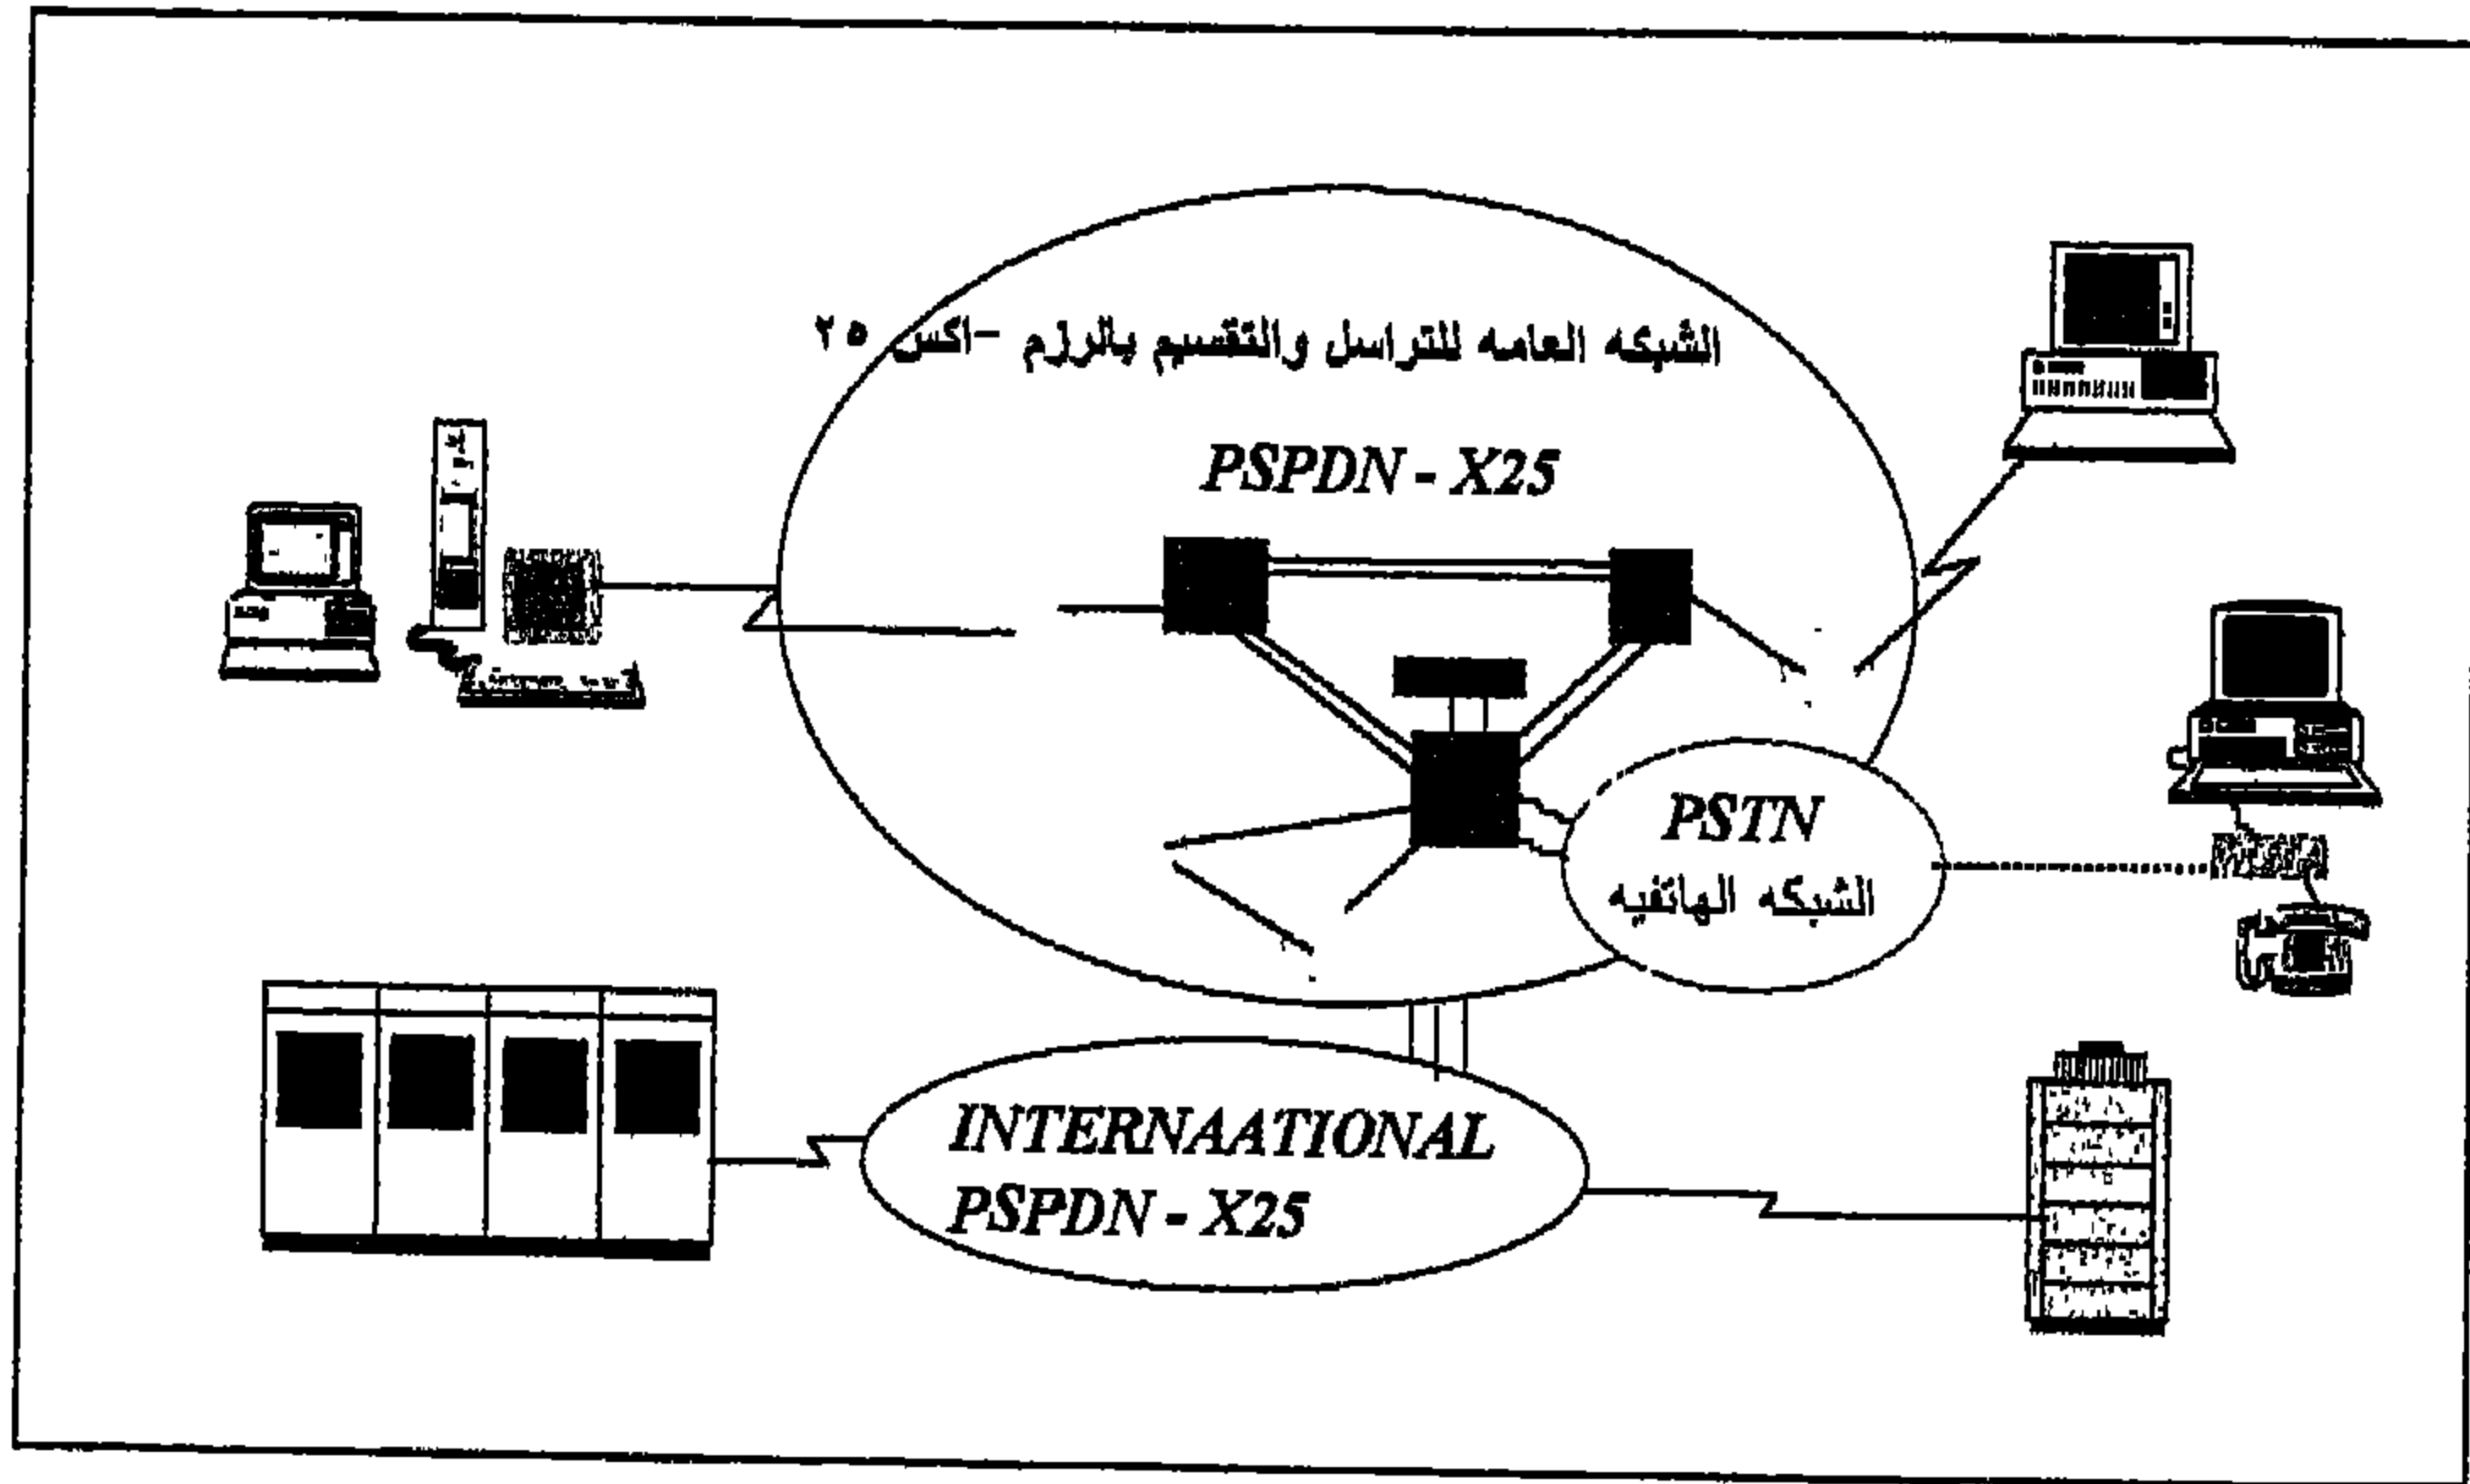 الشبكه العامه للتراسل والتقسيم بالرزم -اكس ٢٥
PSPDN - X25
PSTN
الشبكه الهاتفيه
INTERNAATIONAL
PSPDN - X25